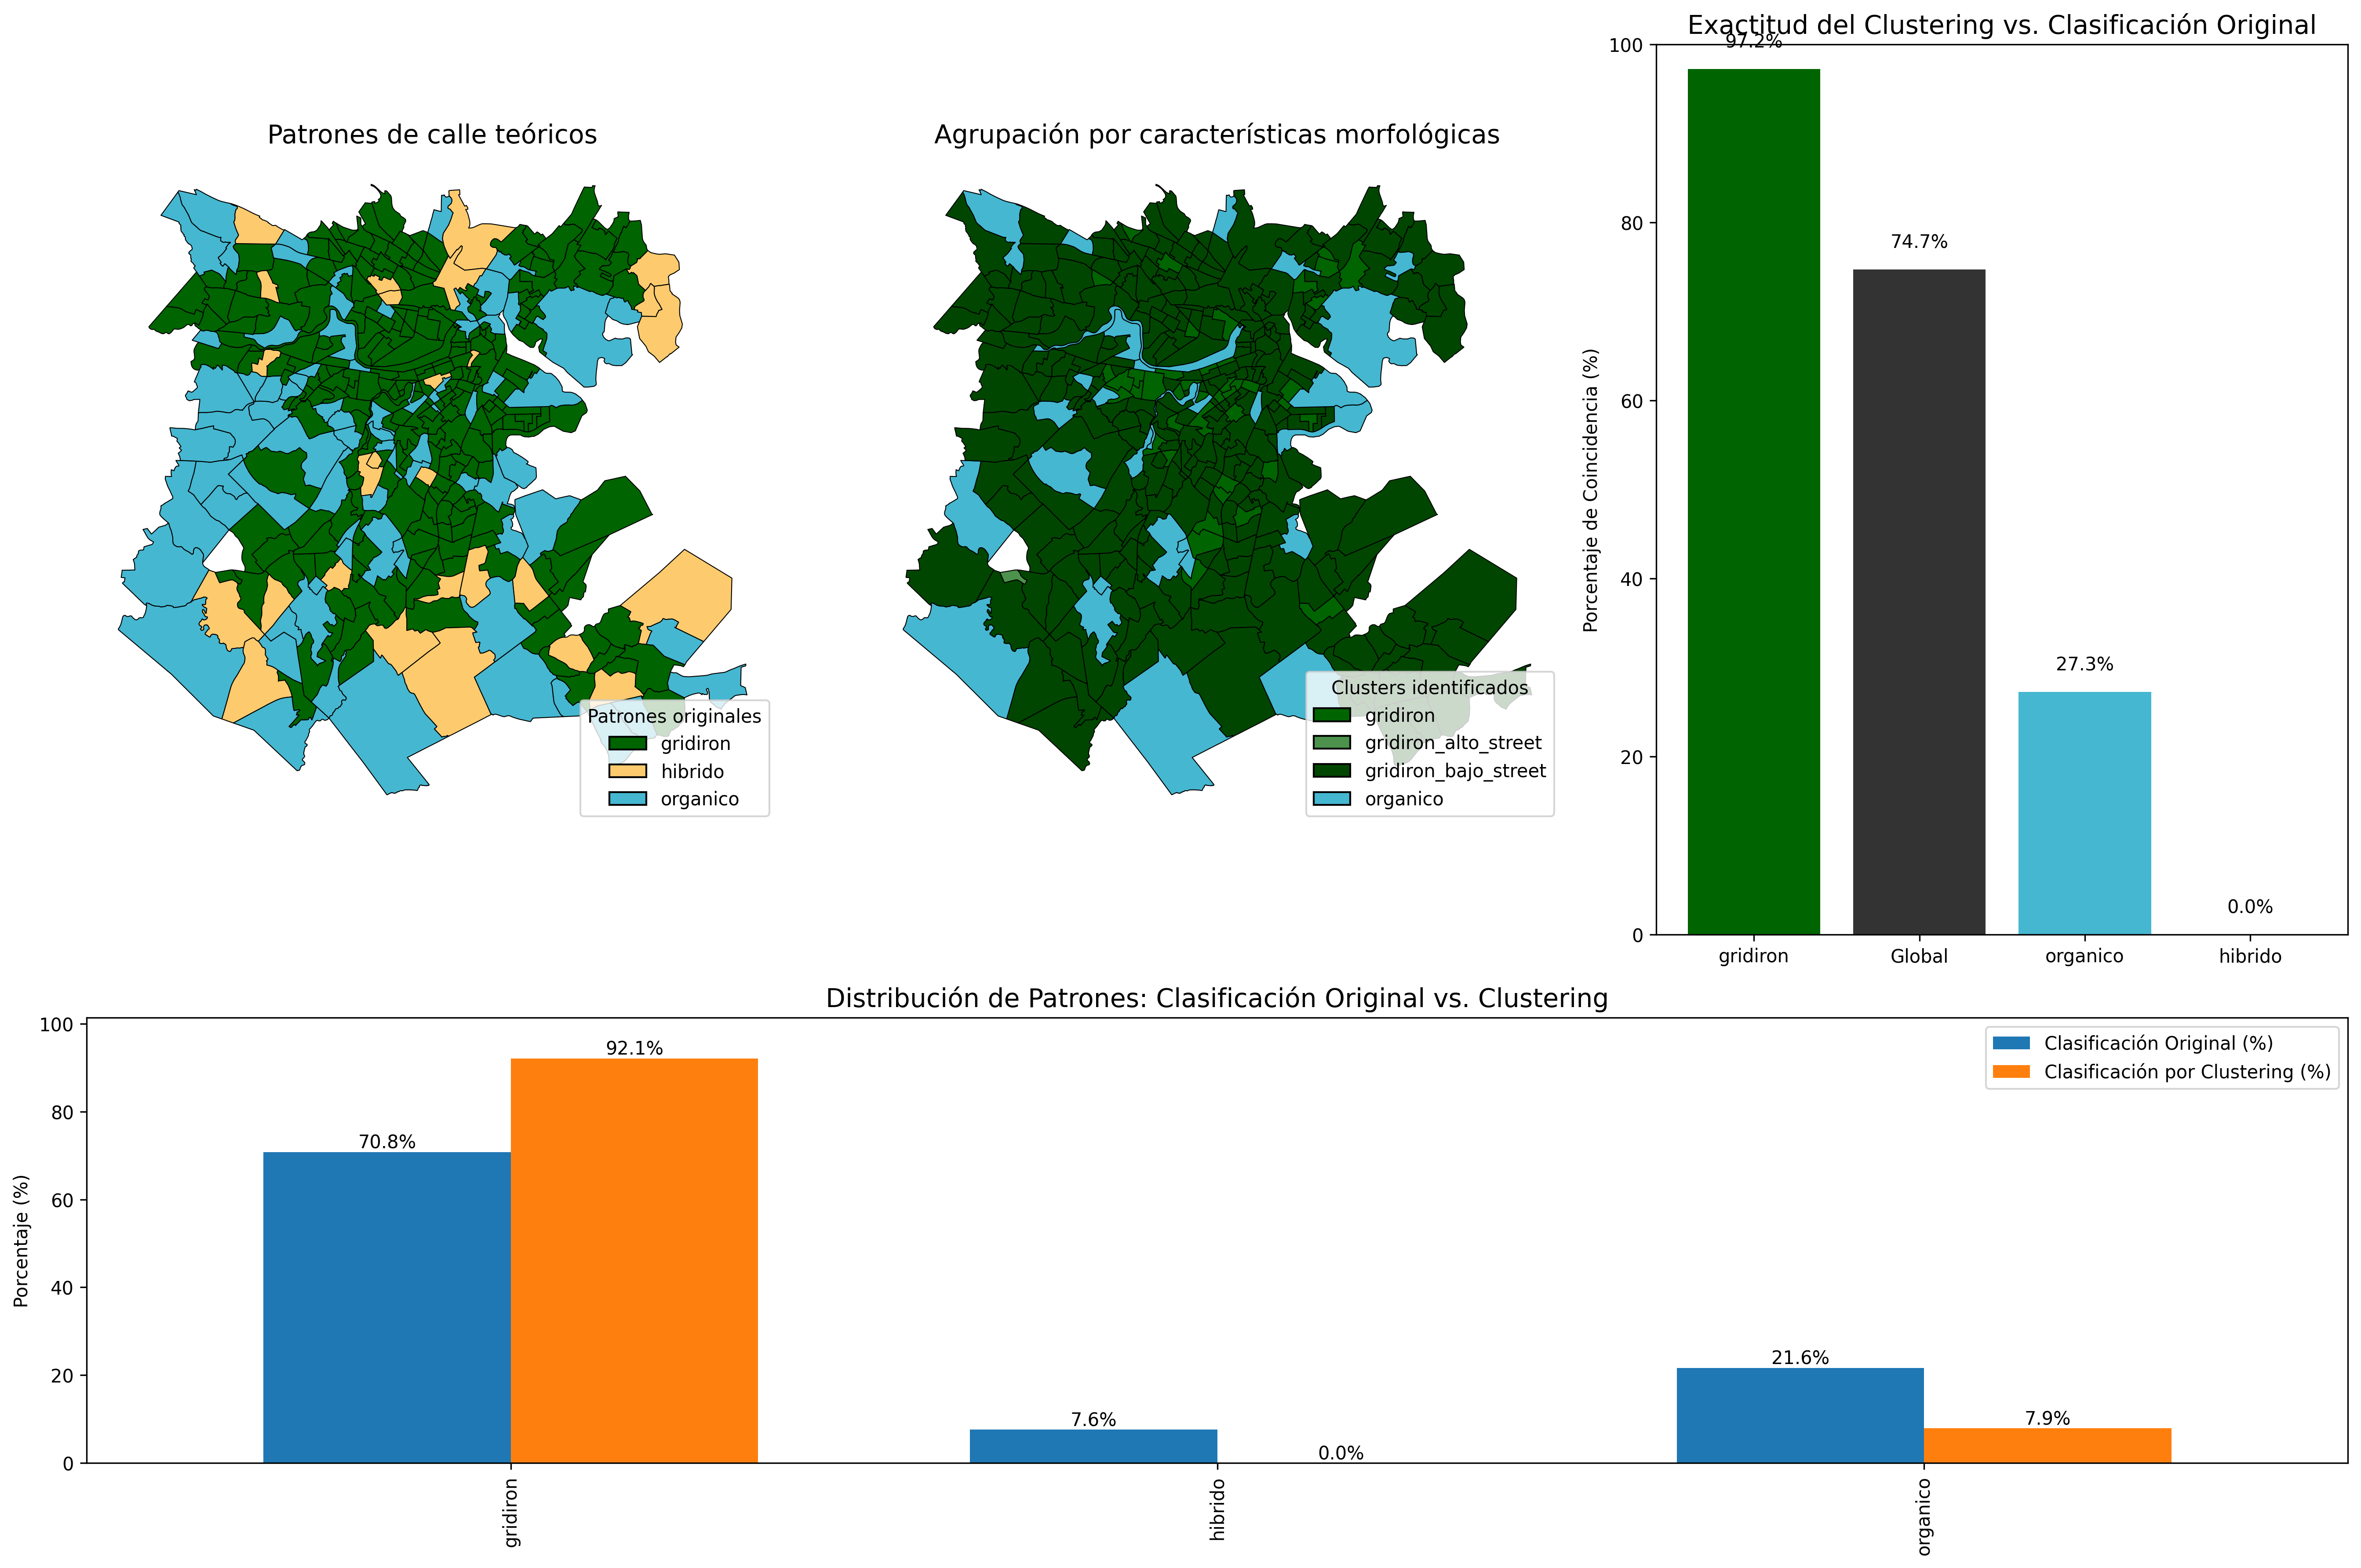 Patrones de calle teóricos
Patrones originales
gridiron
hibrido
organico
Agrupación por características morfológicas
Clusters identificados
gridiron
gridiron_alto_street
gridiron_bajo_street
organico
Exactitud del Clustering vs. Clasificación Original
Porcentaje de Coincidencia (%)
100
80
60
40
20
0
97.2%
74.7%
27.3%
0.0%
gridiron
Global
organico
hibrido
Distribución de Patrones: Clasificación Original vs. Clustering
Porcentaje (%)
100
80
60
40
20
0
70.8%
92.1%
7.6%
0.0%
21.6%
7.9%
Clasificación Original (%)
Clasificación por Clustering (%)
gridiron
hibrido
organico